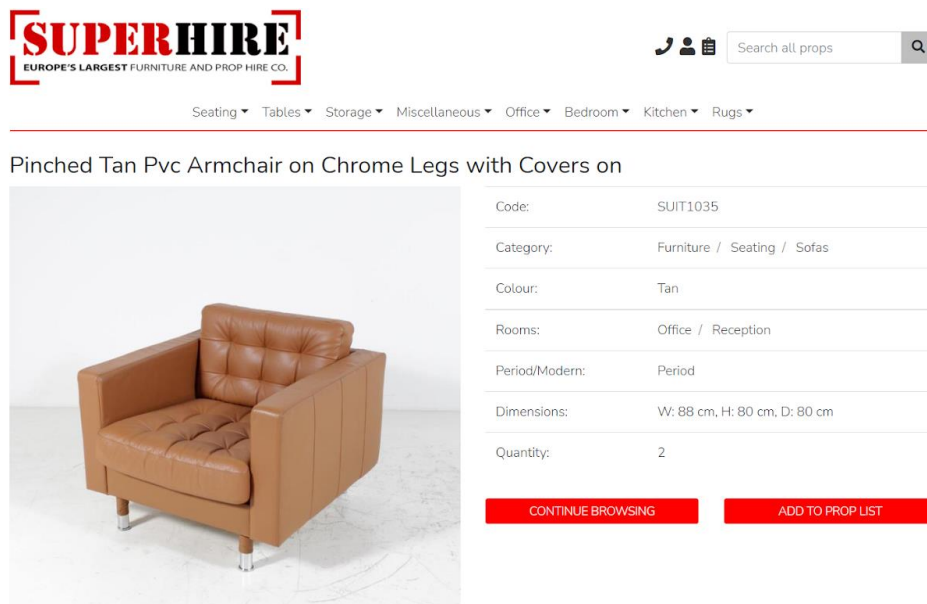 SUPERHIRE
EUROPE'S LARGEST FURNITURE AND PROP HIRE CO.
Search all props
Seating Tables Storage Miscellaneous Office Bedroom Kitchen Rugs
Pinched Tan Pvc Armchair on Chrome Legs with Covers on
Code: SUIT1035
Category: Furniture / Seating / Sofas
Colour: Tan
Rooms: Office / Reception
Period/Modern: Period
Dimensions: W: 88 cm, H: 80 cm, D: 80 cm
Quantity: 2
CONTINUE BROWSING ADD TO PROP LIST